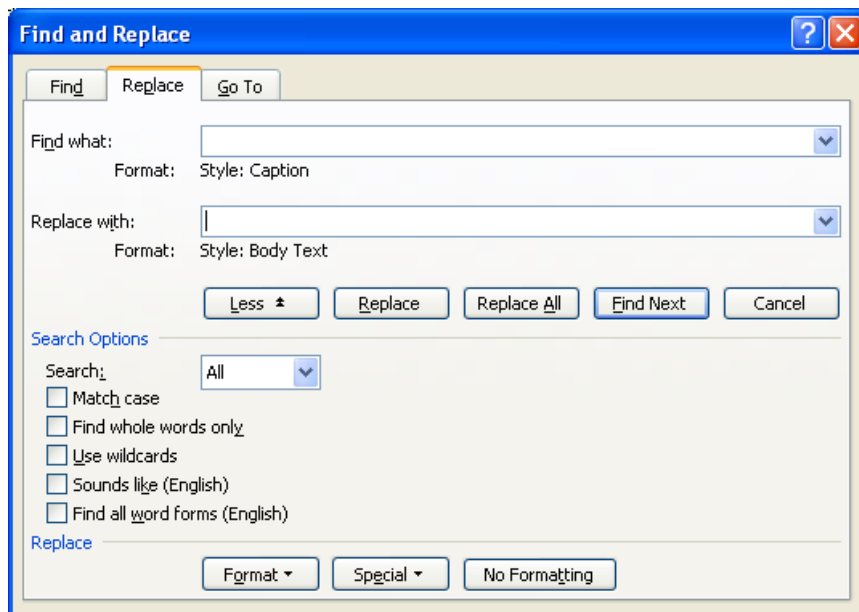 Find and Replace
Find Replace Go To
Find what:
Format: Style: Caption
Replace with:
Format: Style: Body Text
Less Replace Replace All Find Next Cancel
Search Options
Search: All
Match case
Find whole words only
Use wildcards
Sounds like (English)
Find all word forms (English)
Replace
Format Special No Formatting